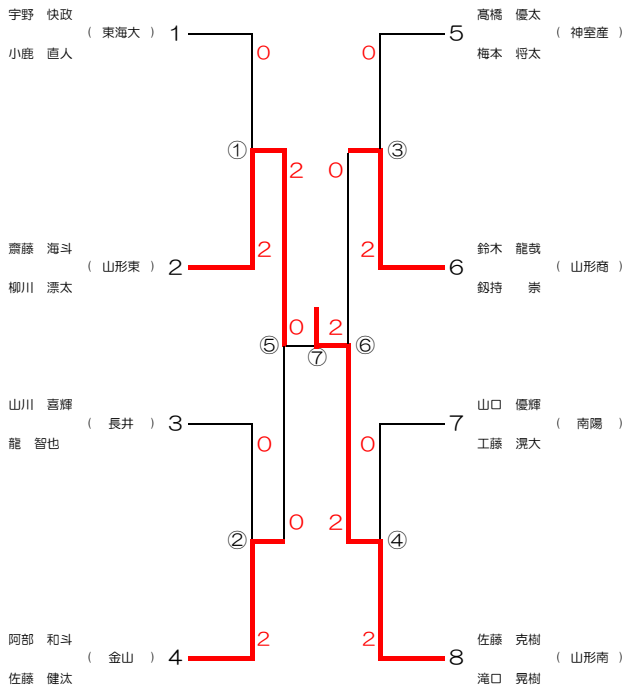 宇野　快政
（ 東海大 ） 1
小鹿　直人
0
①
2
齋藤　海斗
（ 山形東 ） 2
柳川　漂太
2
⑤
0
山川　喜輝
（ 長井 ） 3
龍　智也
0
②
0
阿部　和斗
（ 金山 ） 4
佐藤　健汰
2
⑦
髙橋　優太
5 （ 神室産 ）
梅本　将太
0
③
0
鈴木　龍哉
6 （ 山形商 ）
釼持　崇
2
2
⑥
山口　優輝
7 （ 南陽 ）
工藤　滉大
0
2
④
佐藤　克樹
8 （ 山形南 ）
滝口　晃樹
2